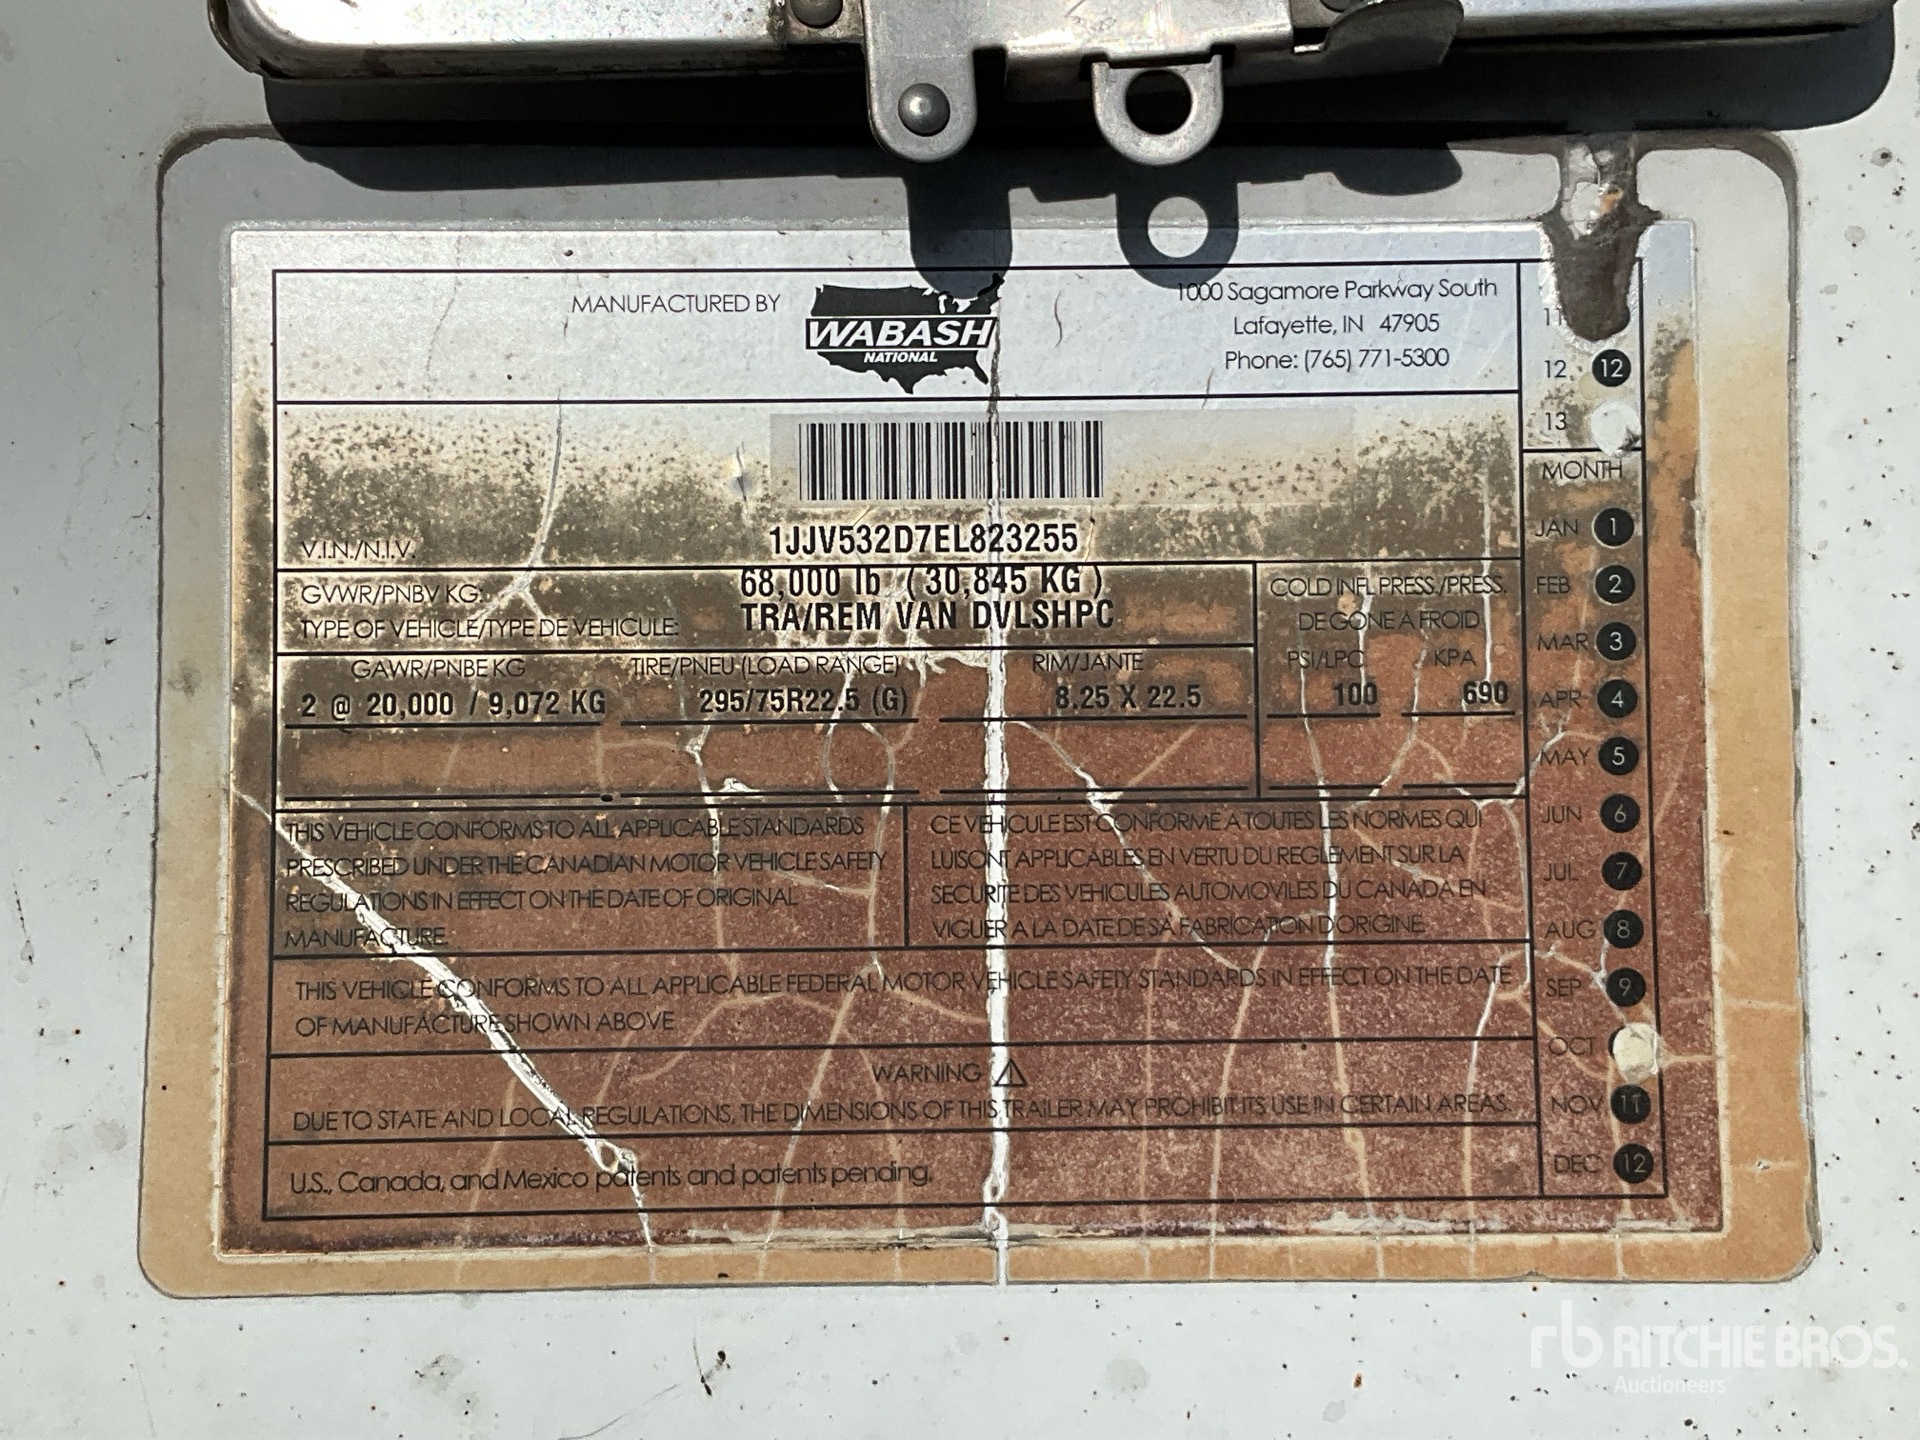 MANUFACTURED BY
WABASH
NATIONAL
1000 Sagamore Parkway South
Lafayette, IN 47905
Phone: (765) 771-5300
11
12 12
13
V.I.N./N.I.V.
1JJV532D7EL823255
GVWR/PNBV KG: 68,000 lb ( 30,845 KG )
TYPE OF VEHICLE/TYPE DE VEHICULE: TRA/REM VAN DVLSHPC
COLD INFL PRESS./PRESS.
DE GONE A FROID
GAWR/PNBE KG TIRE/PNEU (LOAD RANGE) RIM/JANTE PSI/LPC KPA
2 @ 20,000 / 9,072 KG 295/75R22.5 (G) 8.25 X 22.5 100 690
THIS VEHICLE CONFORMS TO ALL APPLICABLE STANDARDS
PRESCRIBED UNDER THE CANADIAN MOTOR VEHICLE SAFETY
REGULATIONS IN EFFECT ON THE DATE OF ORIGINAL
MANUFACTURE.
CE VEHICULE EST CONFORME A TOUTES LES NORMES QUI
LUISONT APPLICABLES EN VERTU DU REGLEMENT SUR LA
SECURITE DES VEHICULES AUTOMOVILES DU CANADA EN
VIGUER A LA DATE DE SA FABRICATION D'ORIGINE
THIS VEHICLE CONFORMS TO ALL APPLICABLE FEDERAL MOTOR VEHICLE SAFETY STANDARDS IN EFFECT ON THE DATE
OF MANUFACTURE SHOWN ABOVE
WARNING
DUE TO STATE AND LOCAL REGULATIONS, THE DIMENSIONS OF THIS TRAILER MAY PROHIBIT ITS USE IN CERTAIN AREAS.
U.S., Canada, and Mexico patents and patents pending.
MONTH
JAN 1
FEB 2
MAR 3
APR 4
MAY 5
JUN 6
JUL 7
AUG 8
SEP 9
OCT
NOV 11
DEC 12
rb RITCHIE BROS.
Auctioneers